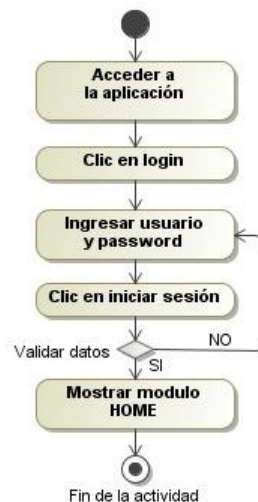 Acceder a
la aplicación
Clic en login
Ingresar usuario
y password
Clic en iniciar sesión
Validar datos
NO
SI
Mostrar modulo
HOME
Fin de la actividad